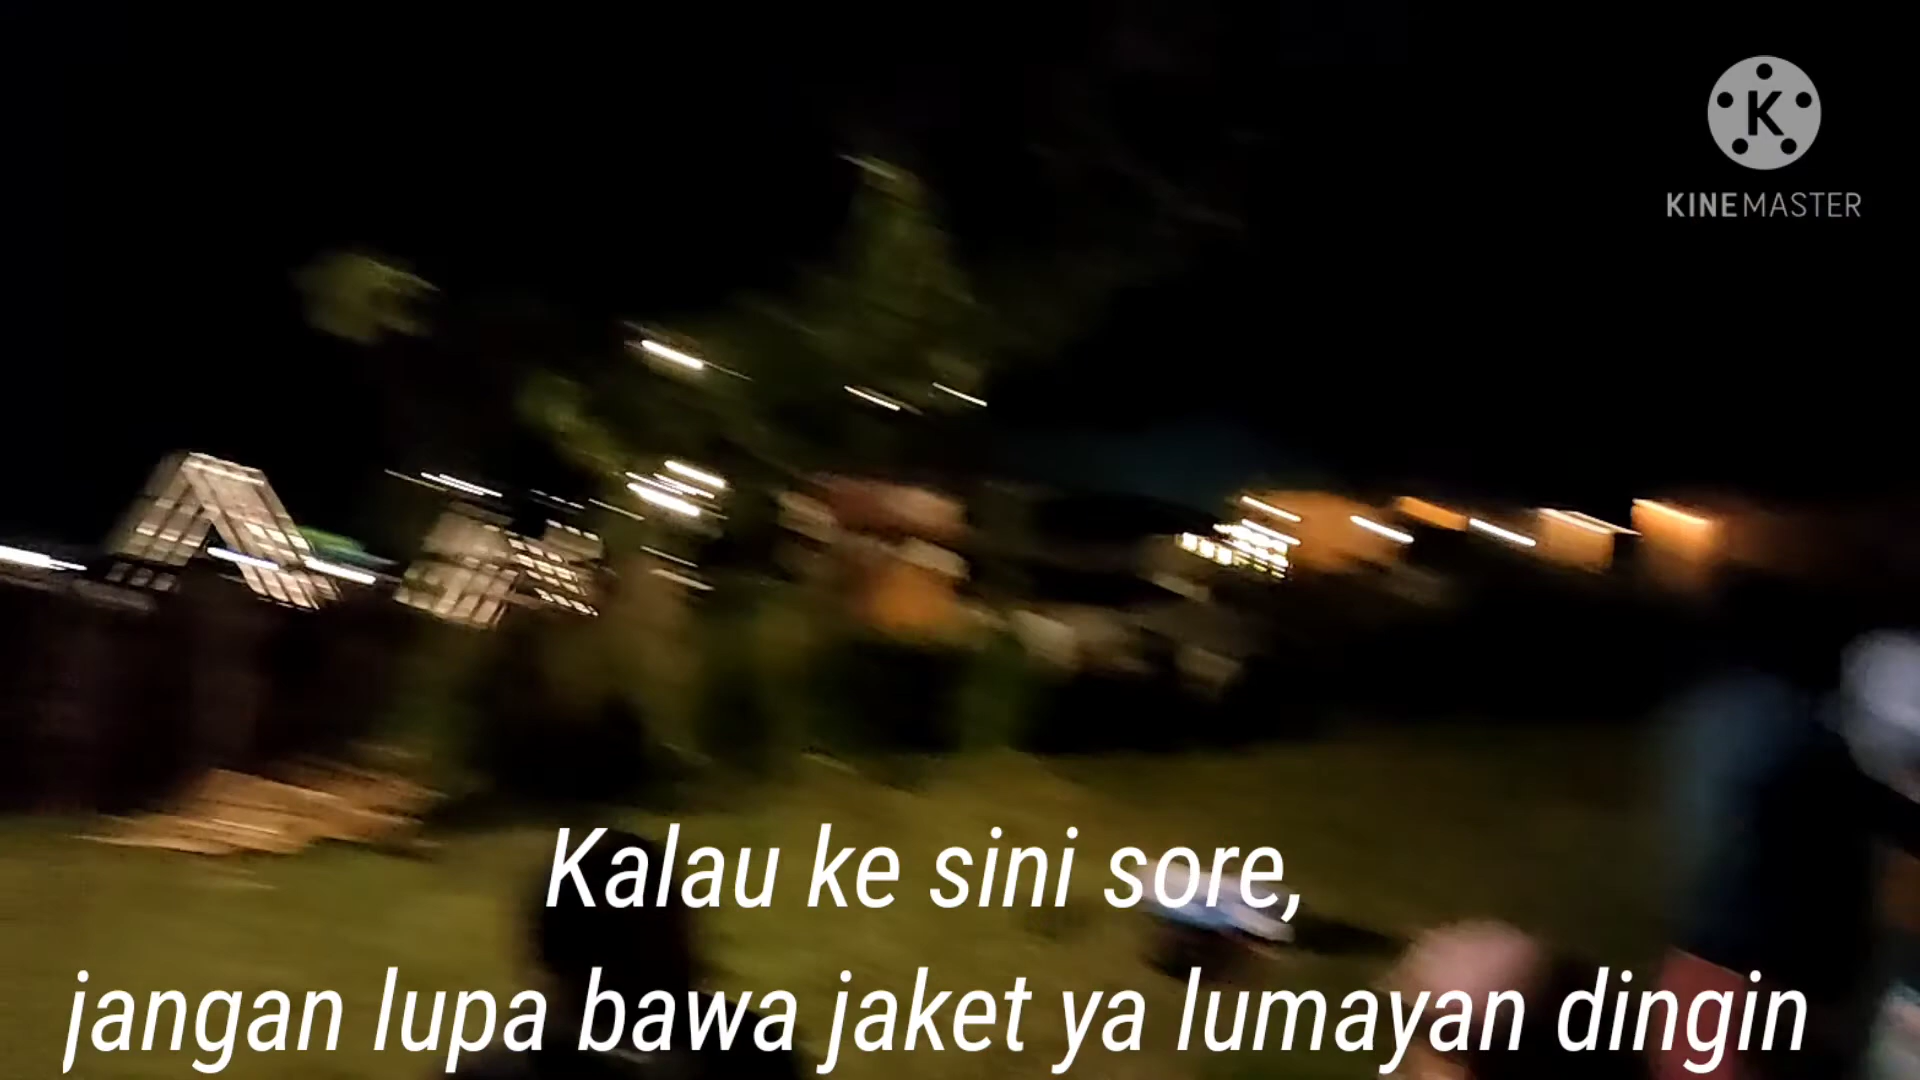 K
KINEMASTER
Kalau ke sini sore,
jangan lupa bawa jaket ya lumayan dingin